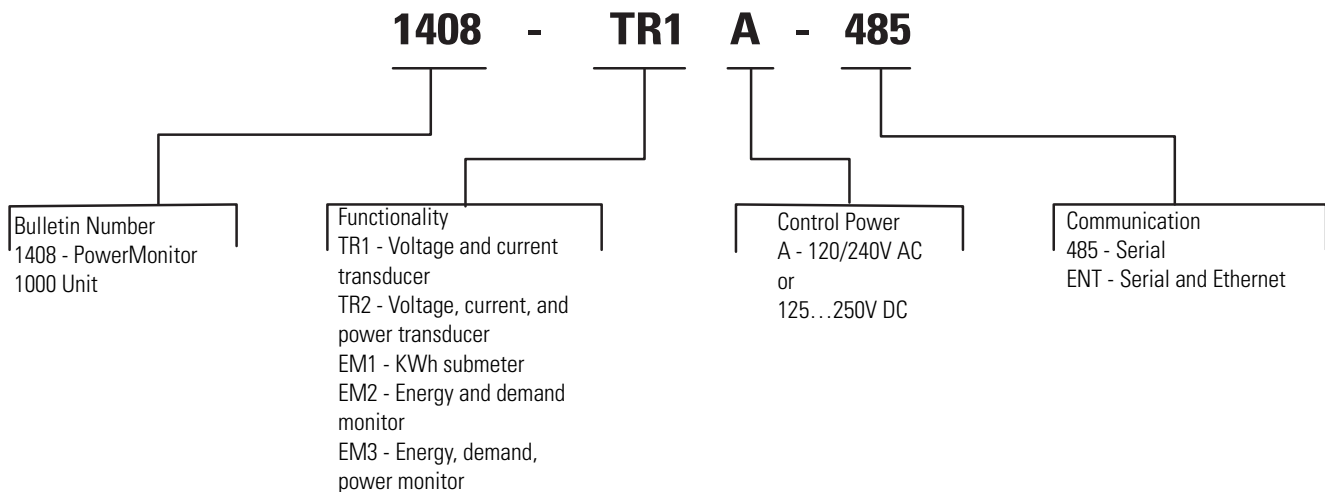 1408 - TR1 A - 485
Bulletin Number
1408 - PowerMonitor
1000 Unit
Functionality
TR1 - Voltage and current
transducer
TR2 - Voltage, current, and
power transducer
EM1 - KWh submeter
EM2 - Energy and demand
monitor
EM3 - Energy, demand,
power monitor
Control Power
A - 120/240V AC
or
125…250V DC
Communication
485 - Serial
ENT - Serial and Ethernet